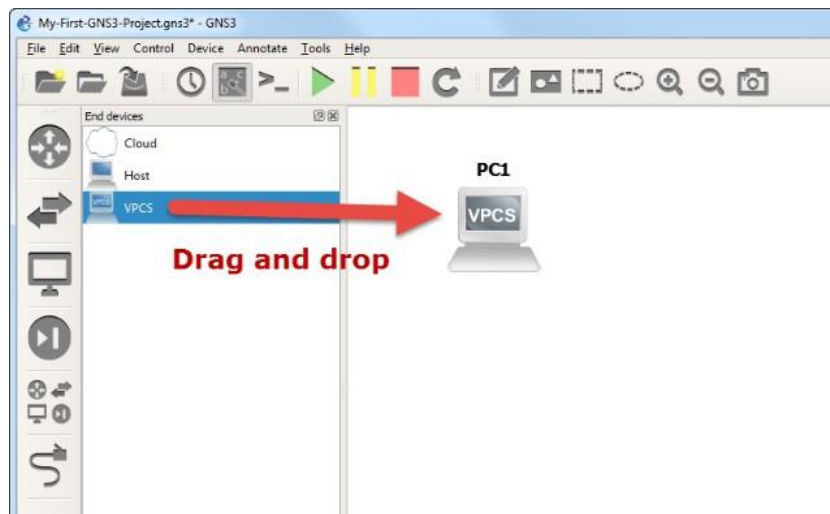 My-First-GNS3-Project.gns3* - GNS3
File Edit View Control Device Annotate Tools Help
End devices
Cloud
Host
VPCS
VPCS
PC1
VPCS
Drag and drop